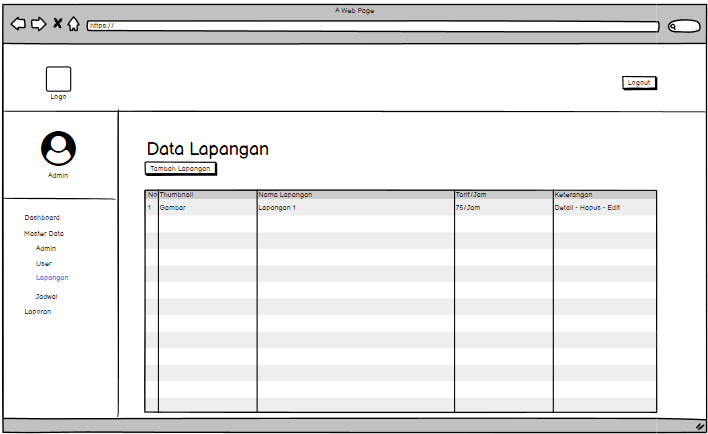 A Web Page
https://
Logo
Logout
Admin
Data Lapangan
Tambah Lapangan
No Thumbnail Nama Lapangan Tarif/Jam Keterangan
1 Gambar Lapangan 1 75/Jam Detail - Hapus - Edit
Dashboard
Master Data
Admin
User
Lapangan
Jadwal
Laporan